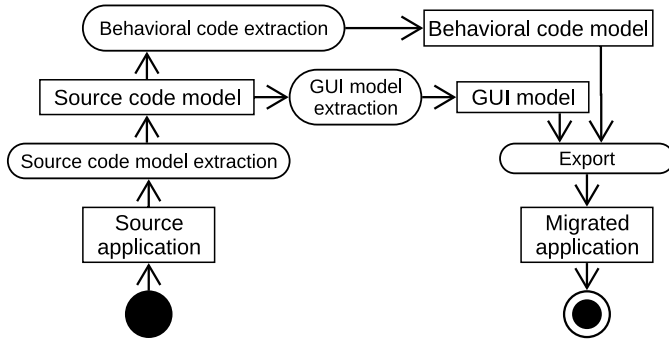 Behavioral code extraction
Behavioral code model
Source code model
GUI model
extraction
GUI model
Source code model extraction
Export
Source
application
Migrated
application